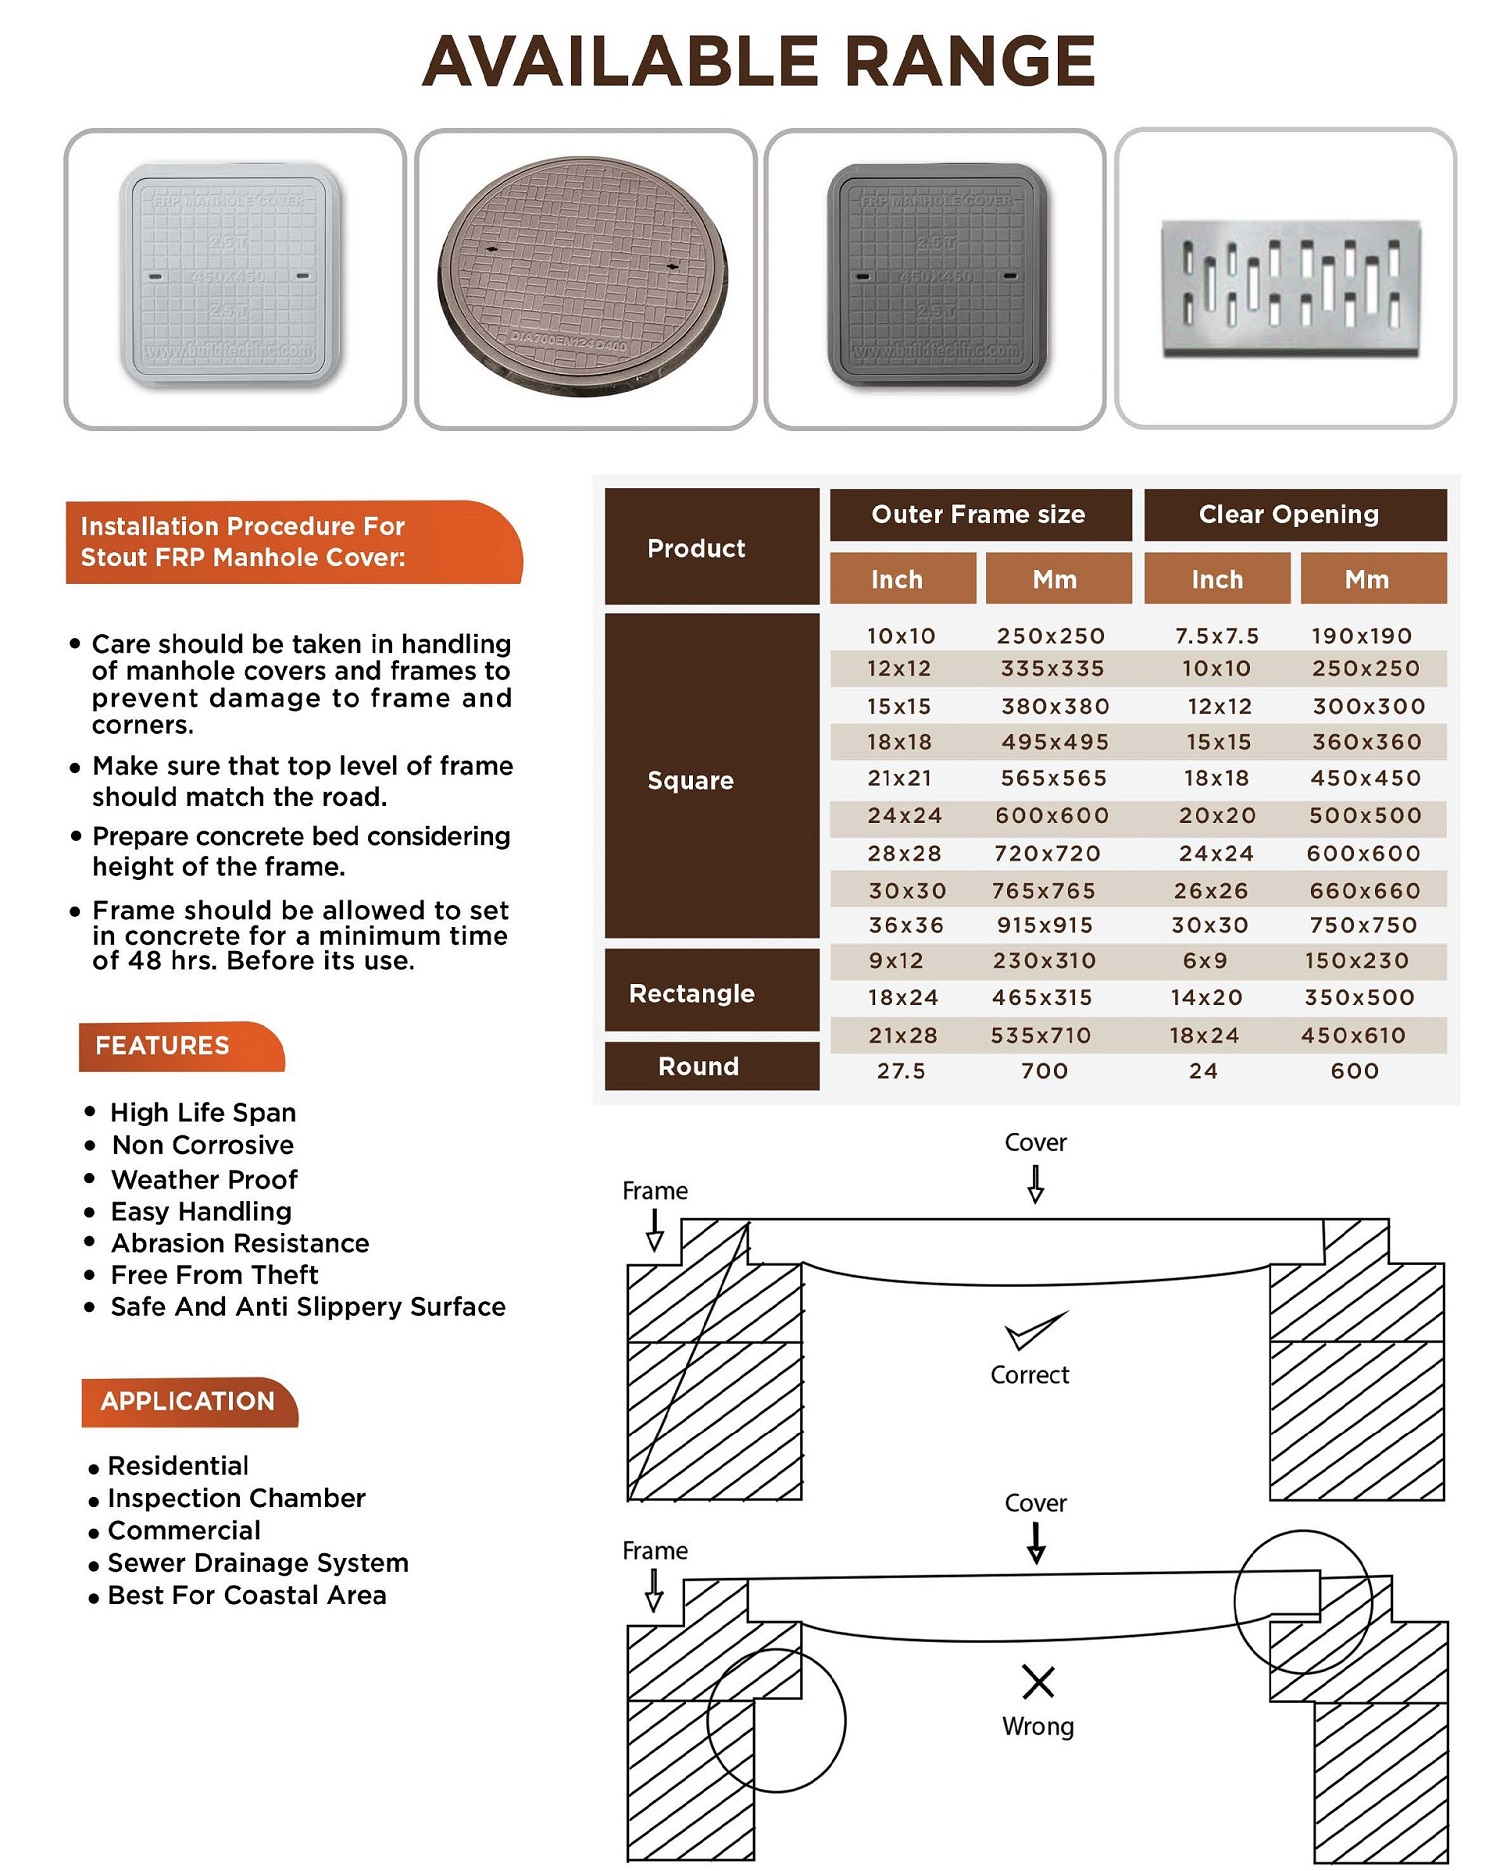 AVAILABLE RANGE
FRP MANHOLE COVER
2.5T
450X450
2.5T
www.buildtechinc.com
DIA700EN124 D400
FRP MANHOLE COVER
2.5T
450X450
2.5T
www.buildtechinc.com
Installation Procedure For
Stout FRP Manhole Cover:
• Care should be taken in handling
of manhole covers and frames to
prevent damage to frame and
corners.
• Make sure that top level of frame
should match the road.
• Prepare concrete bed considering
height of the frame.
• Frame should be allowed to set
in concrete for a minimum time
of 48 hrs. Before its use.
FEATURES
• High Life Span
• Non Corrosive
• Weather Proof
• Easy Handling
• Abrasion Resistance
• Free From Theft
• Safe And Anti Slippery Surface
APPLICATION
• Residential
• Inspection Chamber
• Commercial
• Sewer Drainage System
• Best For Coastal Area
Product Outer Frame size Clear Opening
Inch Mm Inch Mm
Square
10x10 250x250 7.5x7.5 190x190
12x12 335x335 10x10 250x250
15x15 380x380 12x12 300x300
18x18 495x495 15x15 360x360
21x21 565x565 18x18 450x450
24x24 600x600 20x20 500x500
28x28 720x720 24x24 600x600
30x30 765x765 26x26 660x660
36x36 915x915 30x30 750x750
Rectangle
9x12 230x310 6x9 150x230
18x24 465x315 14x20 350x500
21x28 535x710 18x24 450x610
Round 27.5 700 24 600
Cover
Frame
Correct
Cover
Frame
Wrong